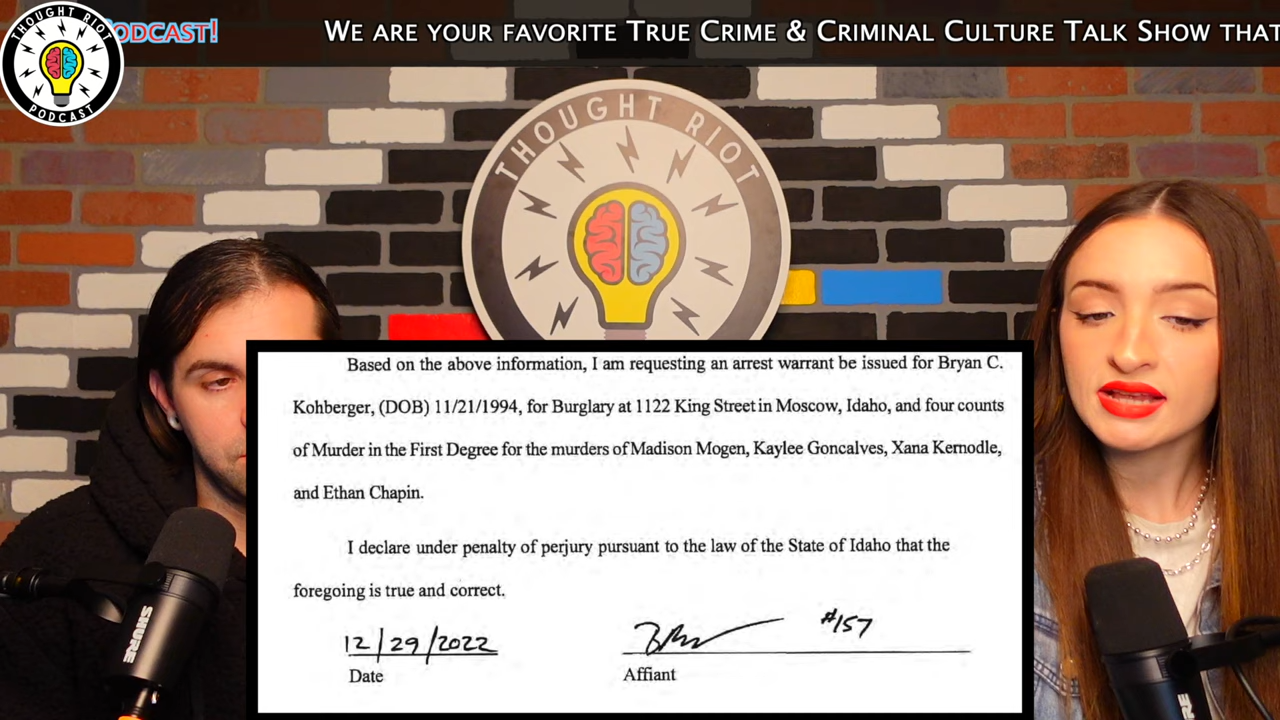 THOUGHT RIOT
PODCAST
PODCAST!
WE ARE YOUR FAVORITE TRUE CRIME & CRIMINAL CULTURE TALK SHOW THAT
THOUGHT RIOT
Based on the above information, I am requesting an arrest warrant be issued for Bryan C.
Kohberger, (DOB) 11/21/1994, for Burglary at 1122 King Street in Moscow, Idaho, and four counts
of Murder in the First Degree for the murders of Madison Mogen, Kaylee Goncalves, Xana Kernodle,
and Ethan Chapin.
I declare under penalty of perjury pursuant to the law of the State of Idaho that the
foregoing is true and correct.
12/29/2022
#157
Date
Affiant
SHURE